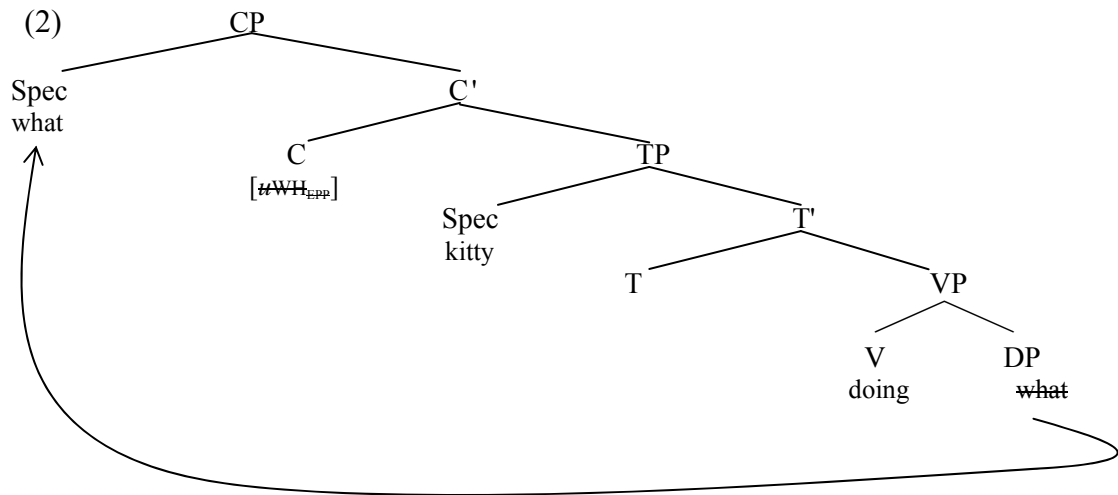 (2)
CP
Spec
what
C'
C
[uWH_EPP]
TP
Spec
kitty
T'
T
VP
V
doing
DP
what